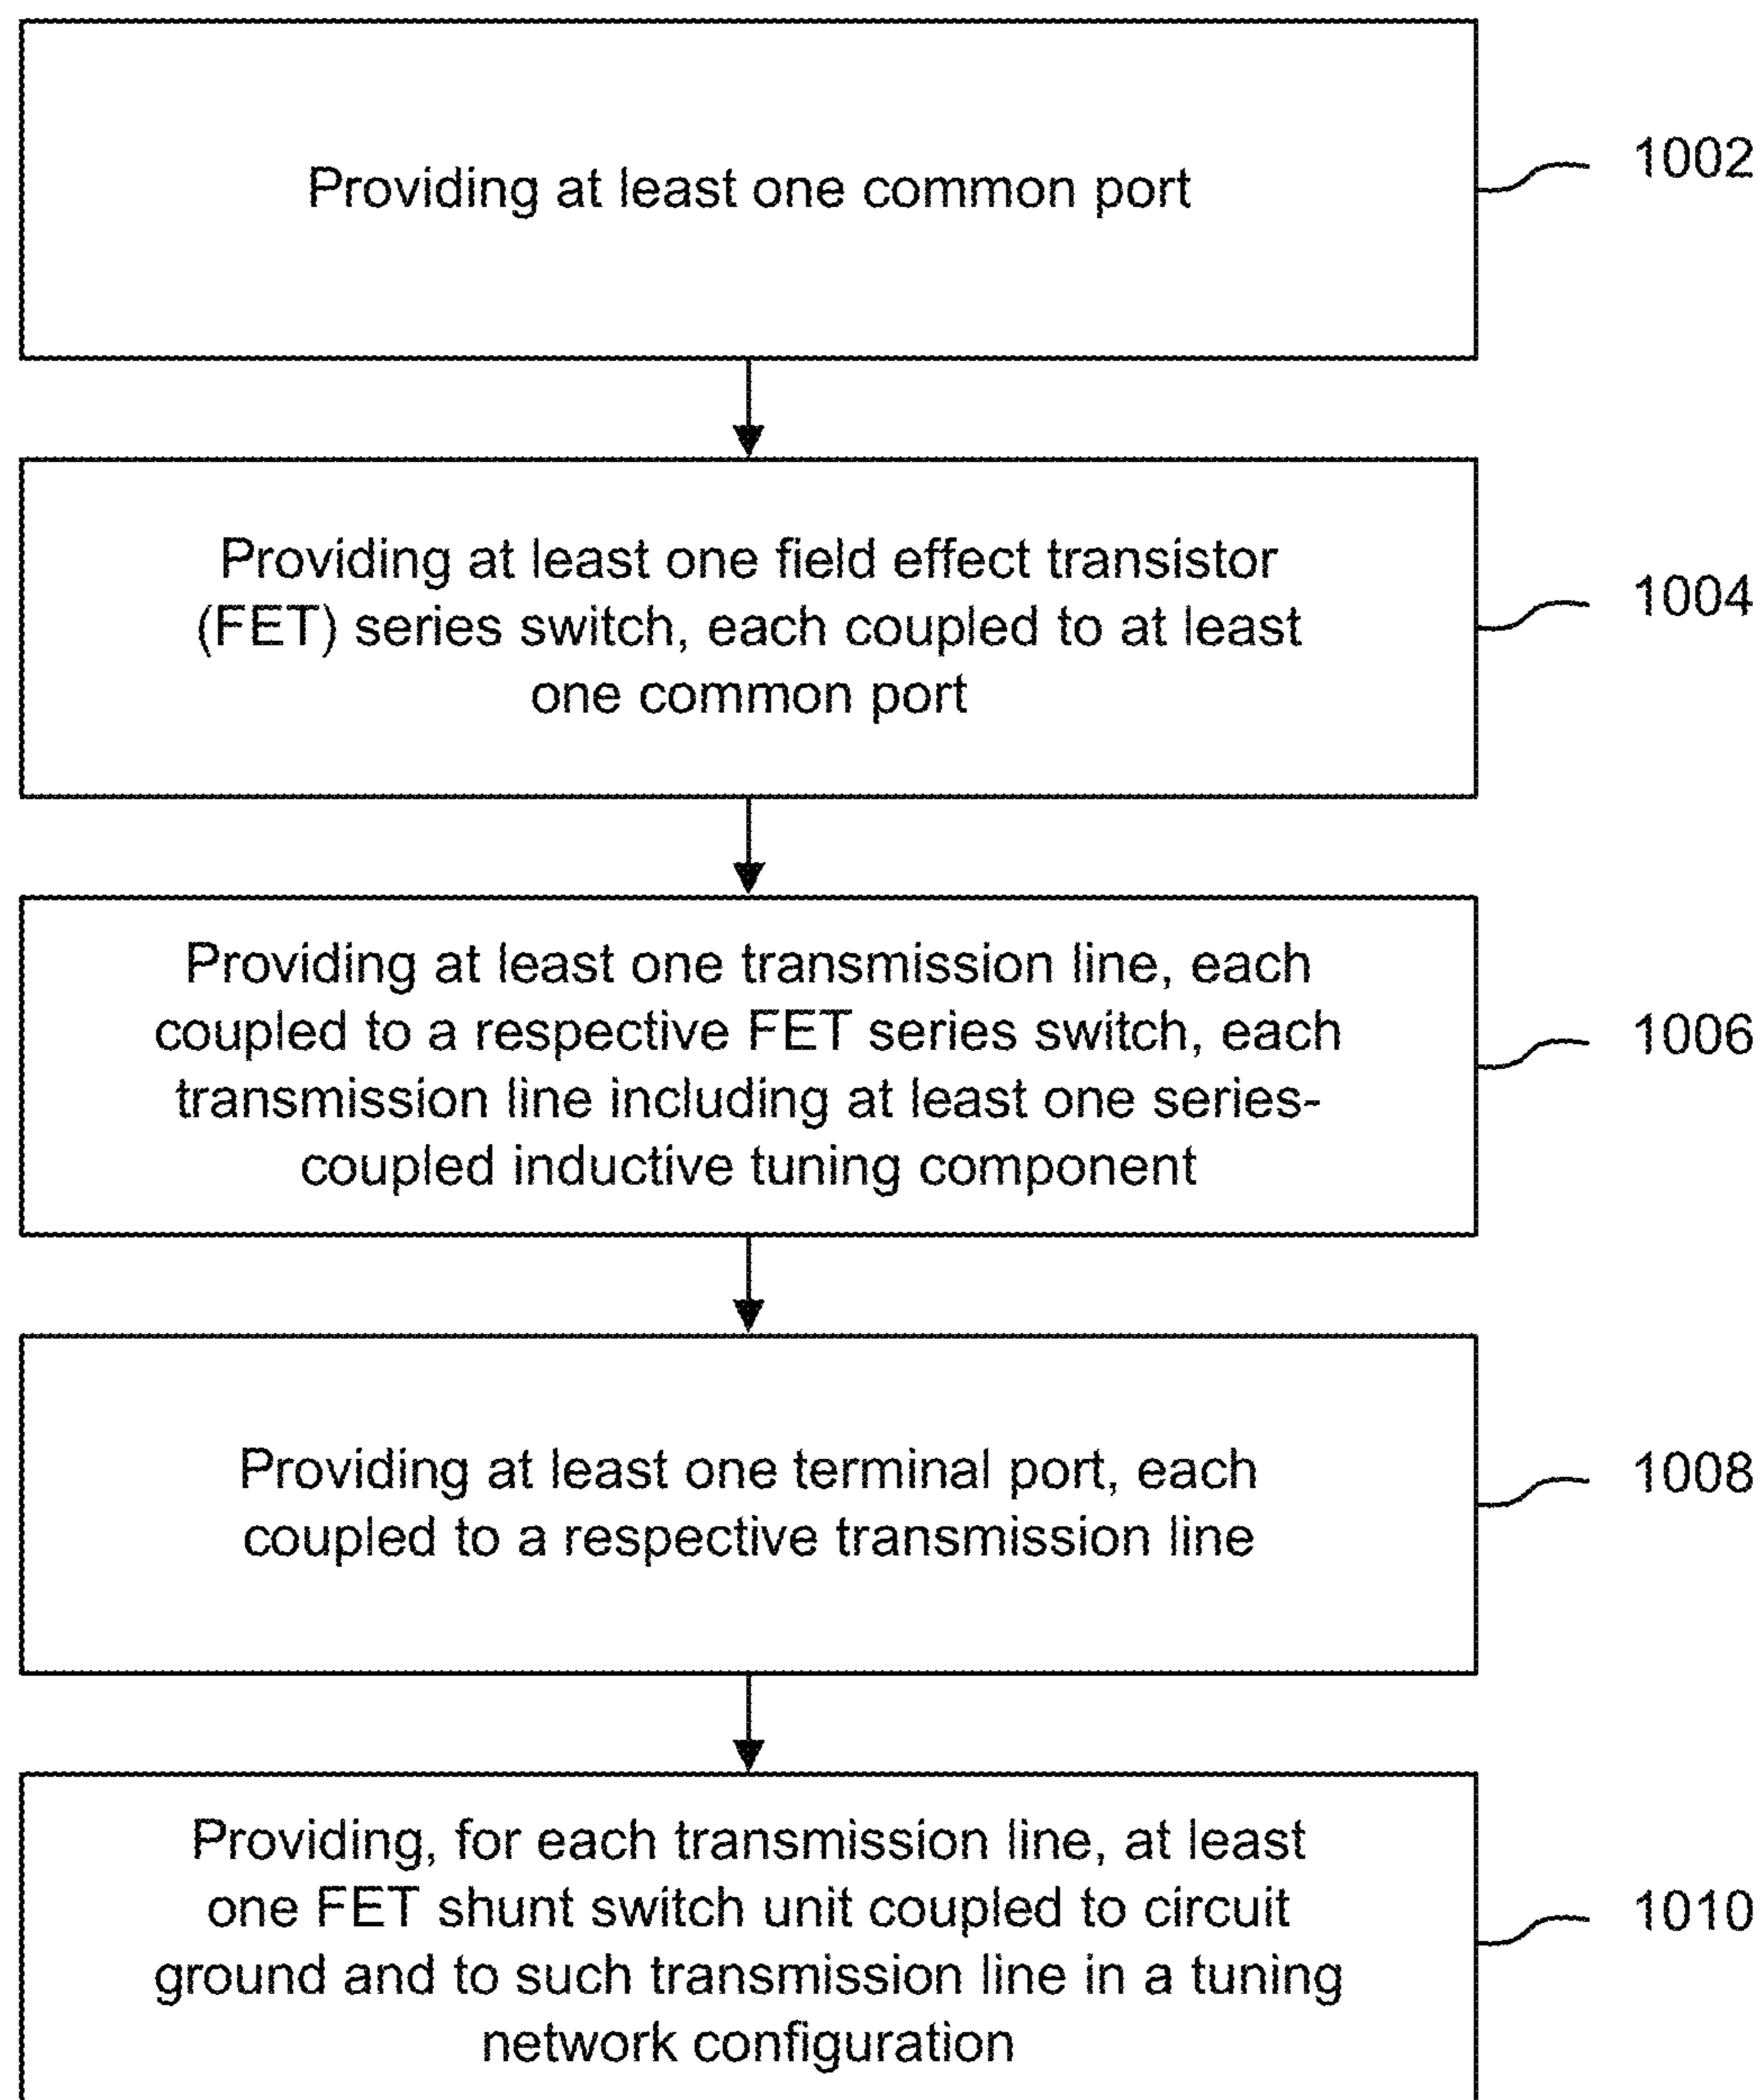 Providing at least one common port
1002
Providing at least one field effect transistor
(FET) series switch, each coupled to at least
one common port
1004
Providing at least one transmission line, each
coupled to a respective FET series switch, each
transmission line including at least one series-
coupled inductive tuning component
1006
Providing at least one terminal port, each
coupled to a respective transmission line
1008
Providing, for each transmission line, at least
one FET shunt switch unit coupled to circuit
ground and to such transmission line in a tuning
network configuration
1010